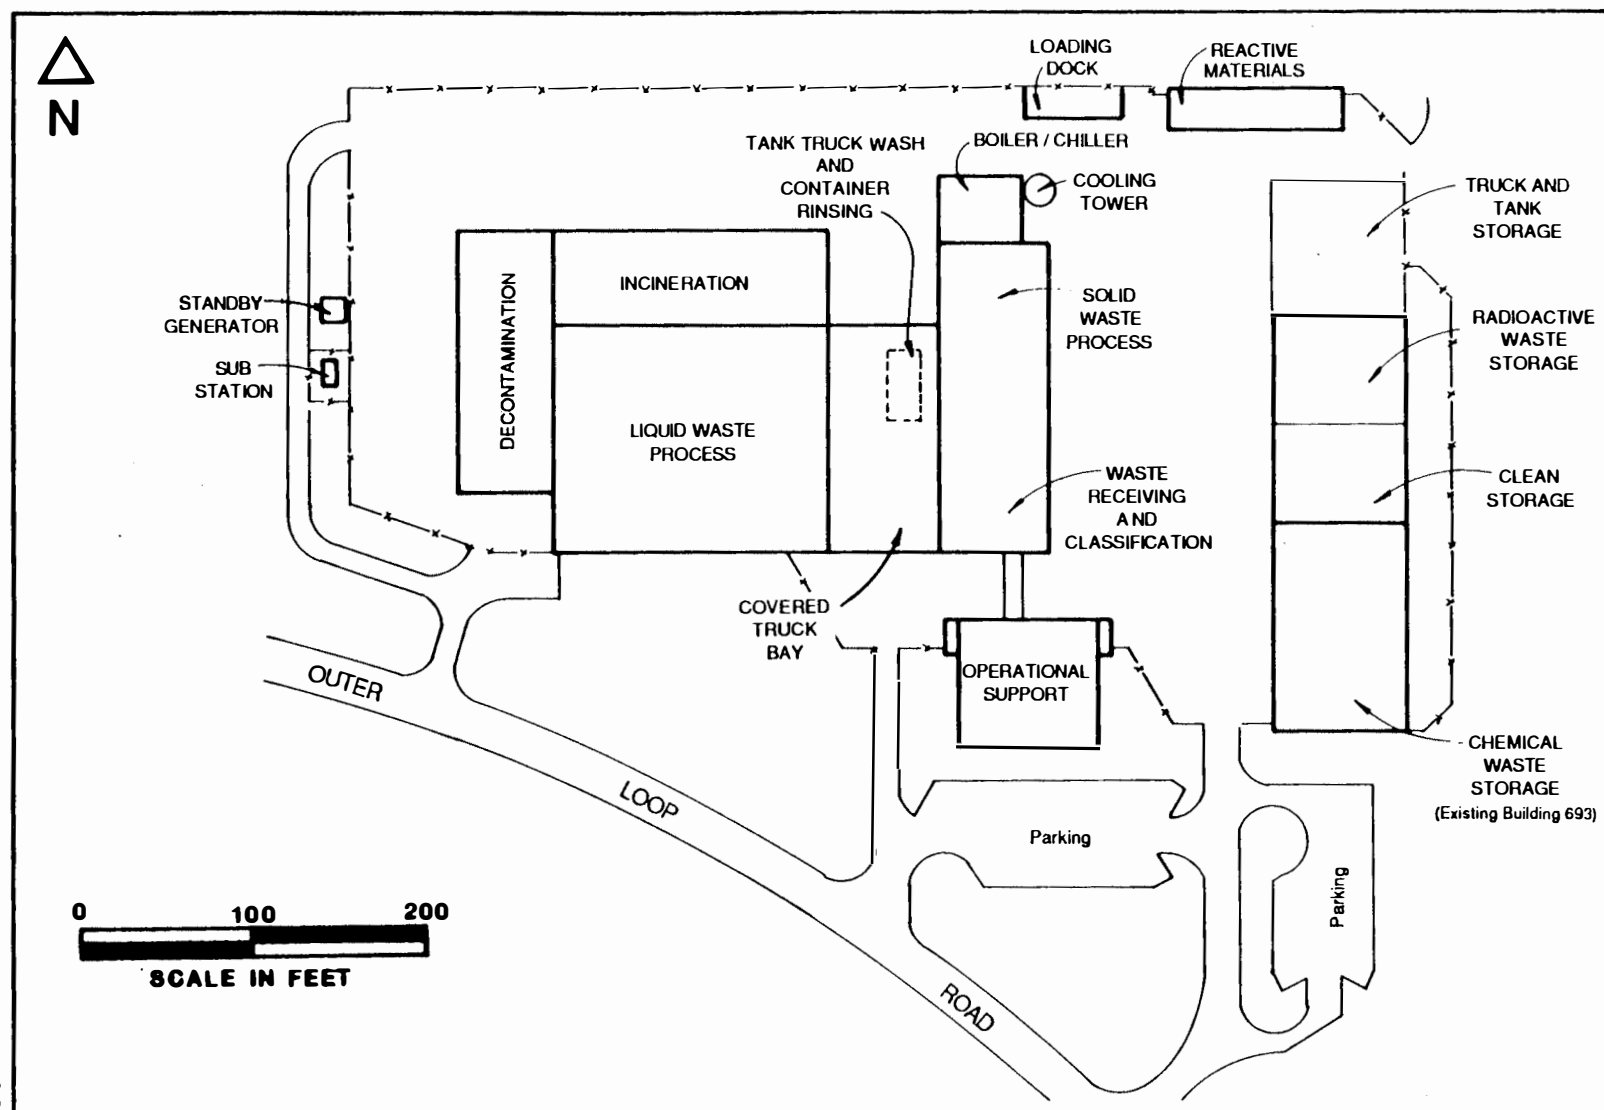 N
LOADING
DOCK
REACTIVE
MATERIALS
TANK TRUCK WASH
AND
CONTAINER
RINSING
BOILER / CHILLER
COOLING
TOWER
TRUCK AND
TANK
STORAGE
STANDBY
GENERATOR
SUB
STATION
DECONTAMINATION
INCINERATION
LIQUID WASTE
PROCESS
SOLID
WASTE
PROCESS
RADIOACTIVE
WASTE
STORAGE
WASTE
RECEIVING
AND
CLASSIFICATION
CLEAN
STORAGE
COVERED
TRUCK
BAY
OPERATIONAL
SUPPORT
CHEMICAL
WASTE
STORAGE
(Existing Building 693)
OUTER
LOOP
ROAD
Parking
Parking
0 100 200
SCALE IN FEET